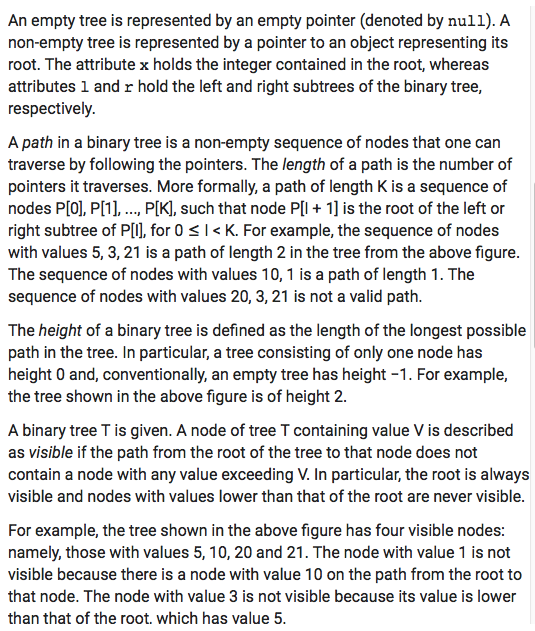 An empty tree is represented by an empty pointer (denoted by null). A
non-empty tree is represented by a pointer to an object representing its
root. The attribute x holds the integer contained in the root, whereas
attributes l and r hold the left and right subtrees of the binary tree,
respectively.
A path in a binary tree is a non-empty sequence of nodes that one can
traverse by following the pointers. The length of a path is the number of
pointers it traverses. More formally, a path of length K is a sequence of
nodes P[0], P[1], ..., P[K], such that node P[I + 1] is the root of the left or
right subtree of P[I], for 0 ≤ I < K. For example, the sequence of nodes
with values 5, 3, 21 is a path of length 2 in the tree from the above figure.
The sequence of nodes with values 10, 1 is a path of length 1. The
sequence of nodes with values 20, 3, 21 is not a valid path.
The height of a binary tree is defined as the length of the longest possible
path in the tree. In particular, a tree consisting of only one node has
height 0 and, conventionally, an empty tree has height −1. For example,
the tree shown in the above figure is of height 2.
A binary tree T is given. A node of tree T containing value V is described
as visible if the path from the root of the tree to that node does not
contain a node with any value exceeding V. In particular, the root is always
visible and nodes with values lower than that of the root are never visible.
For example, the tree shown in the above figure has four visible nodes:
namely, those with values 5, 10, 20 and 21. The node with value 1 is not
visible because there is a node with value 10 on the path from the root to
that node. The node with value 3 is not visible because its value is lower
than that of the root, which has value 5.